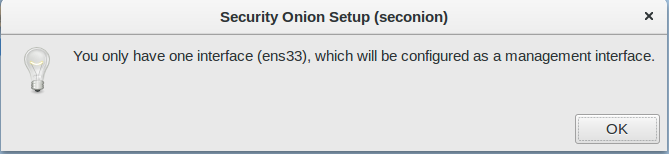 Security Onion Setup (seconion)
You only have one interface (ens33), which will be configured as a management interface.
OK